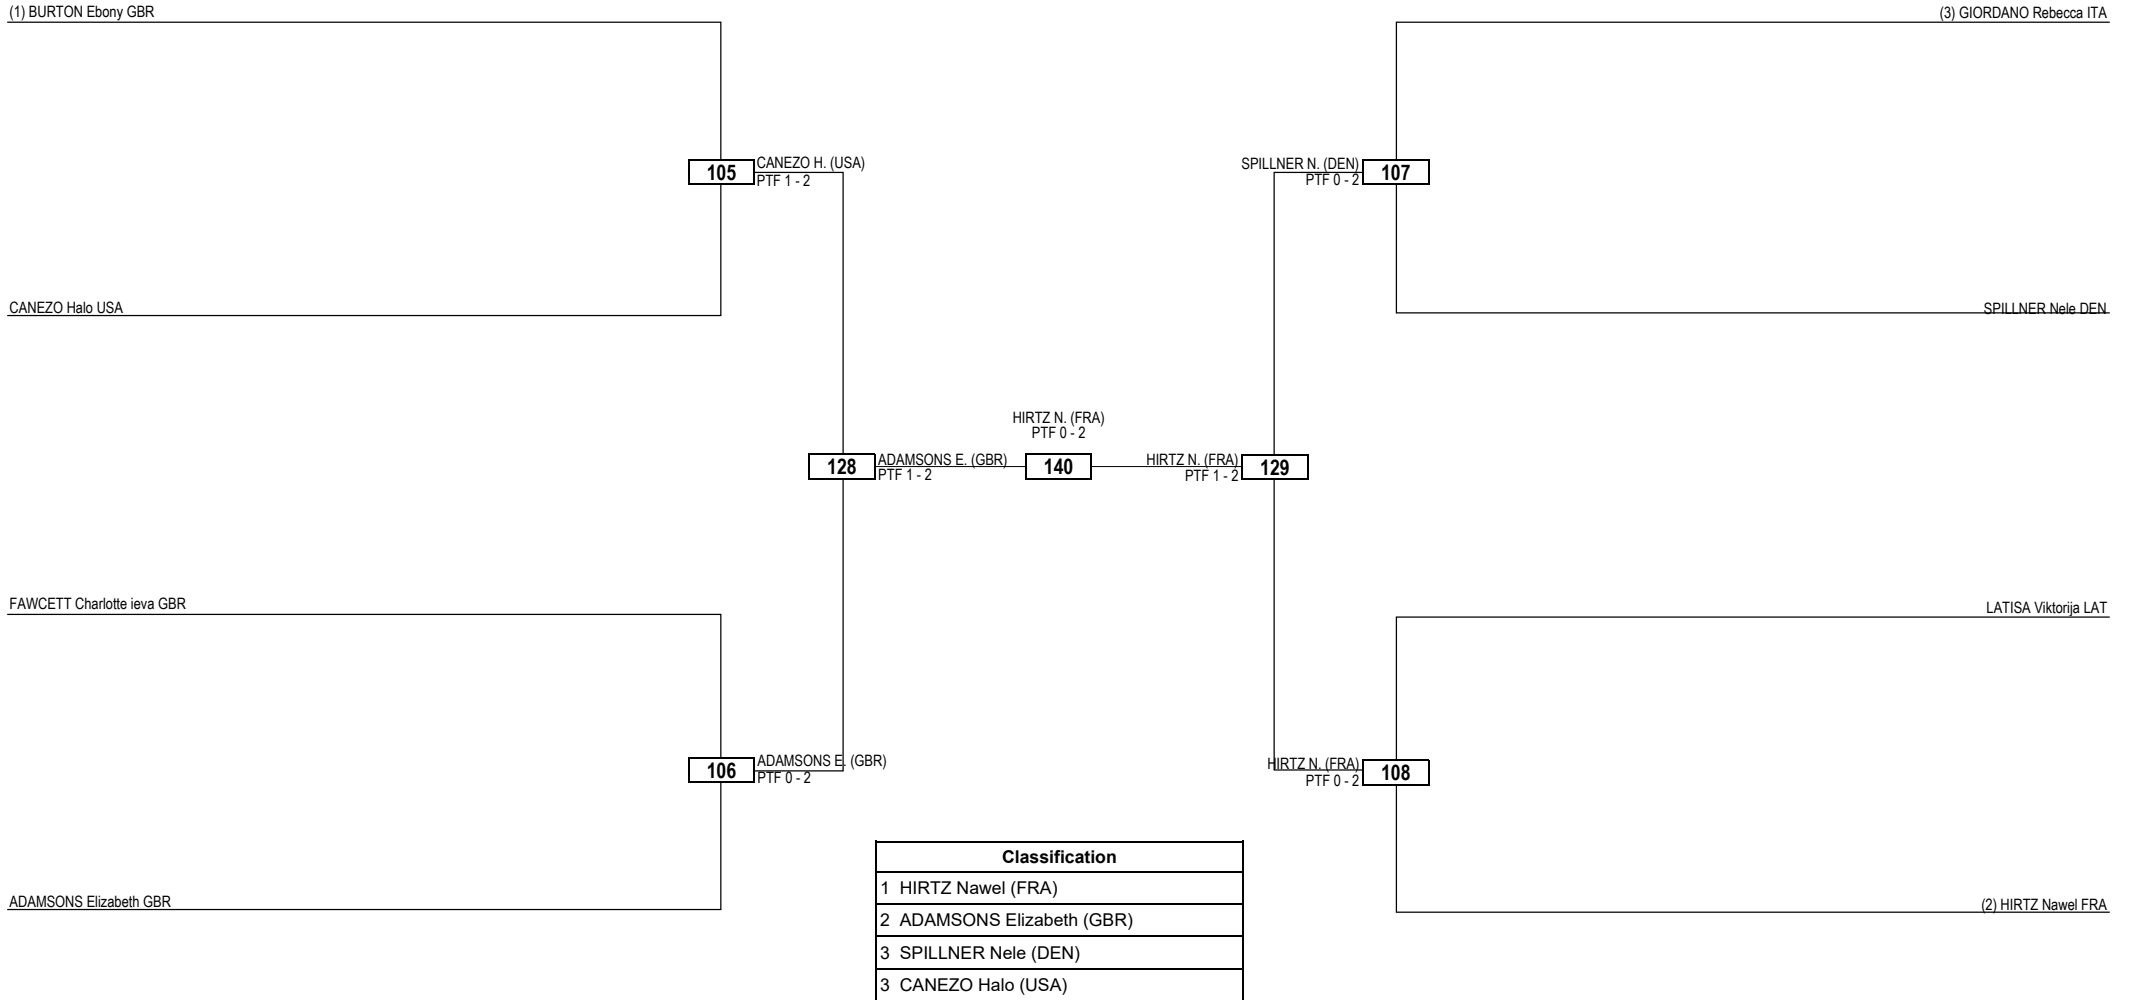 (1) BURTON Ebony GBR
(3) GIORDANO Rebecca ITA
105
CANEZO H. (USA)
PTF 1 - 2
SPILLNER N. (DEN)
PTF 0 - 2
107
CANEZO Halo USA
SPILLNER Nele DEN
HIRTZ N. (FRA)
PTF 0 - 2
128
ADAMSONS E. (GBR)
PTF 1 - 2
140
HIRTZ N. (FRA)
PTF 1 - 2
129
FAWCETT Charlotte ieva GBR
LATISA Viktorija LAT
106
ADAMSONS E. (GBR)
PTF 0 - 2
HIRTZ N. (FRA)
PTF 0 - 2
108
ADAMSONS Elizabeth GBR
(2) HIRTZ Nawel FRA
Classification
1 HIRTZ Nawel (FRA)
2 ADAMSONS Elizabeth (GBR)
3 SPILLNER Nele (DEN)
3 CANEZO Halo (USA)